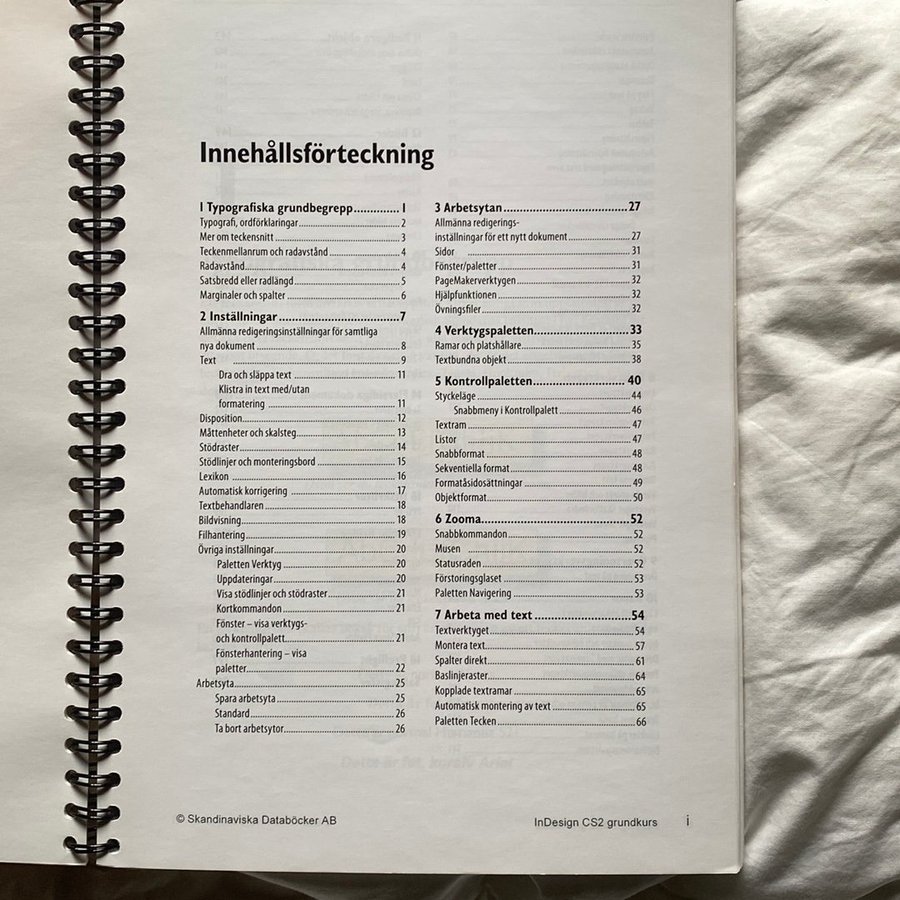 Innehållsförteckning
1 Typografiska grundbegrepp.............. 1
Typografi, ordförklaringar.............. 2
Mer om teckensnitt.............. 3
Teckenmellanrum och radavstånd.............. 4
Radavstånd.............. 4
Satsbredd eller radlängd.............. 5
Marginaler och spalter.............. 6
2 Inställningar.............. 7
Allmänna redigeringsinställningar för samtliga
nya dokument.............. 8
Text.............. 9
Dra och släppa text.............. 11
Klistra in text med/utan
formatering.............. 11
Disposition.............. 12
Måttenheter och skalsteg.............. 13
Stödraster.............. 14
Stödlinjer och monteringsbord.............. 15
Lexikon.............. 16
Automatisk korrigering.............. 17
Textbehandlaren.............. 18
Bildvisning.............. 18
Filhantering.............. 19
Övriga inställningar.............. 20
Paletten Verktyg.............. 20
Uppdateringar.............. 20
Visa stödlinjer och stödraster.............. 21
Kortkommandon.............. 21
Fönster – visa verktygs-
och kontrollpalett.............. 21
Fönsterhantering – visa
paletter.............. 22
Arbetsyta.............. 25
Spara arbetsyta.............. 25
Standard.............. 26
Ta bort arbetsytor.............. 26
3 Arbetsytan.............. 27
Allmänna redigerings-
inställningar för ett nytt dokument.............. 27
Sidor.............. 31
Fönster/paletter.............. 31
PageMakerverktygen.............. 32
Hjälpfunktionen.............. 32
Övningsfiler.............. 32
4 Verktygspaletten.............. 33
Ramar och platshållare.............. 35
Textbundna objekt.............. 38
5 Kontrollpaletten.............. 40
Styckeläge.............. 44
Snabbmeny i Kontrollpalett.............. 46
Textram.............. 47
Listor.............. 47
Snabbformat.............. 48
Sekventiella format.............. 48
Formatåsidosättningar.............. 49
Objektformat.............. 50
6 Zooma.............. 52
Snabbkommandon.............. 52
Musen.............. 52
Statusraden.............. 52
Förstoringsglaset.............. 53
Paletten Navigering.............. 53
7 Arbeta med text.............. 54
Textverktyget.............. 54
Montera text.............. 57
Spalter direkt.............. 61
Baslinjeraster.............. 64
Kopplade textramar.............. 65
Automatisk montering av text.............. 65
Paletten Tecken.............. 66
© Skandinaviska Databöcker AB
InDesign CS2 grundkurs i